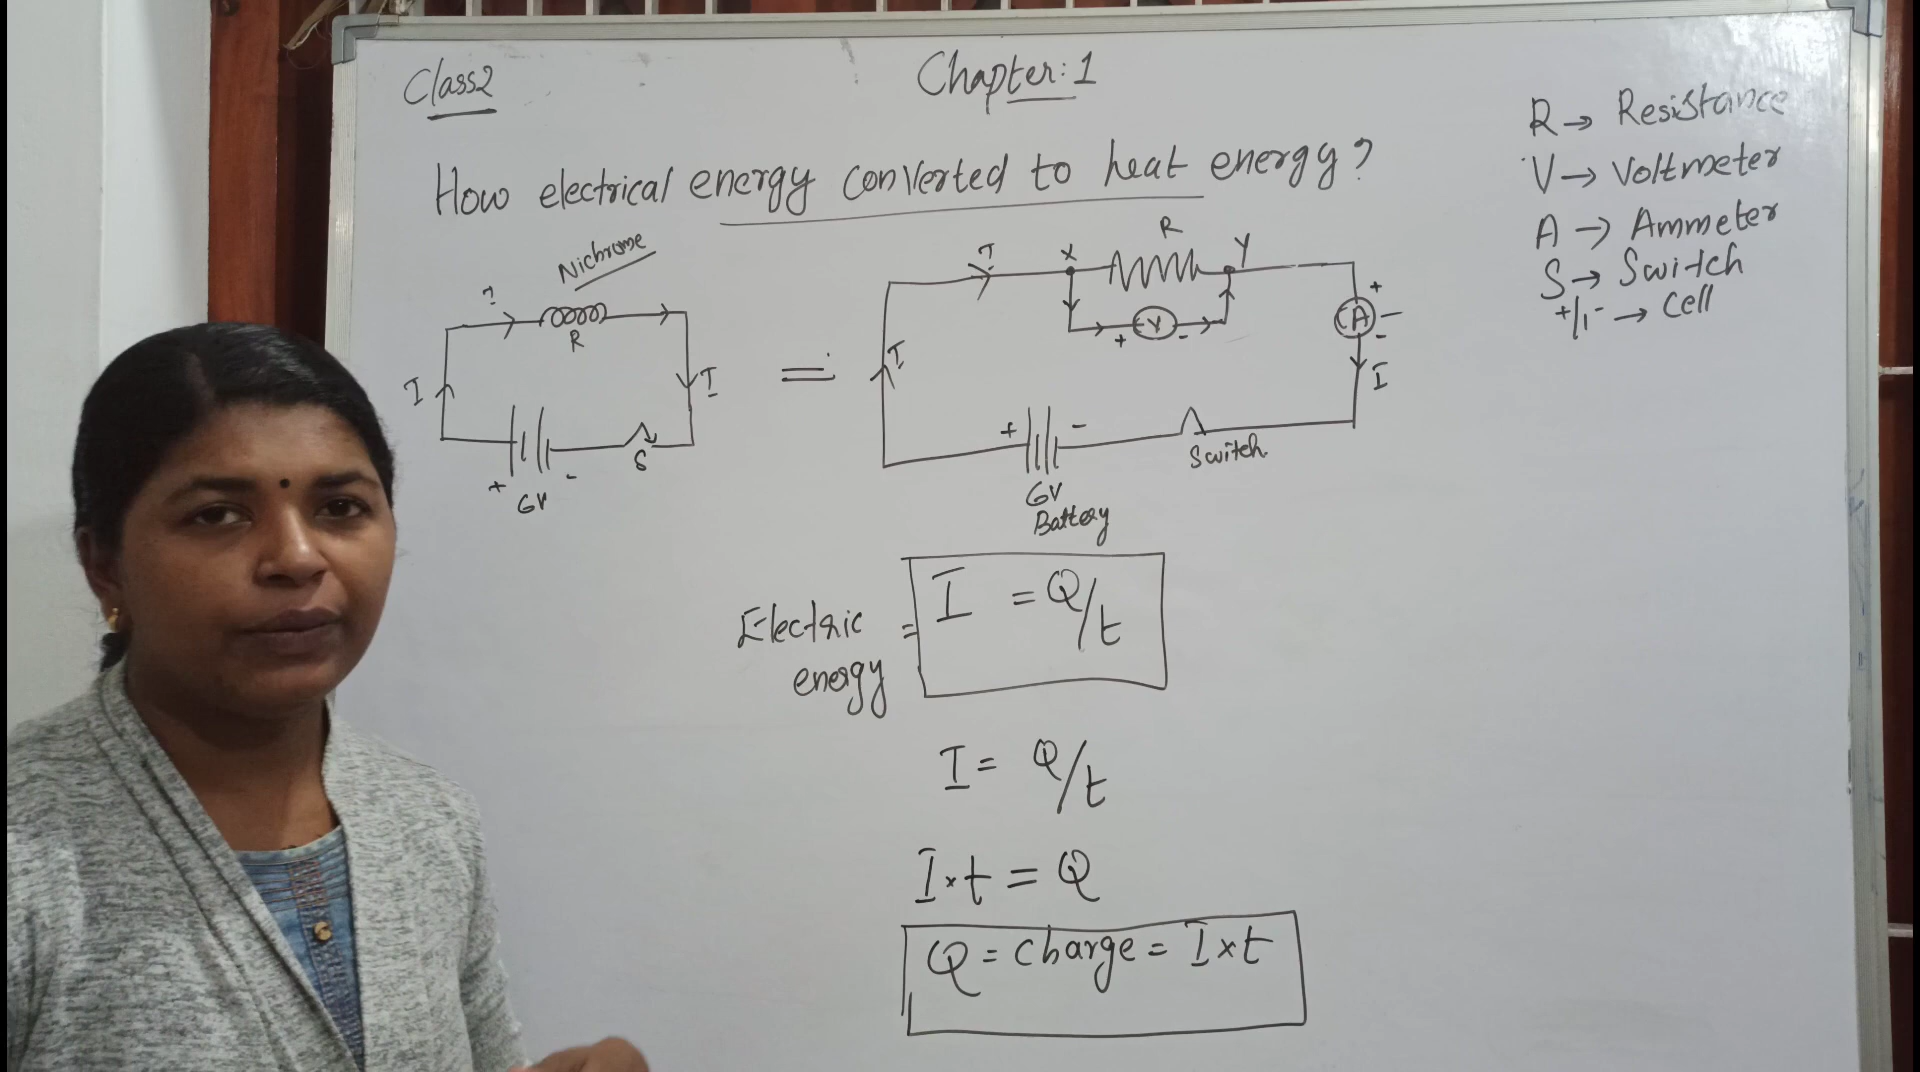 Class2
Chapter: 1
How electrical energy converted to heat energy?
R → Resistance
V → Voltmeter
A → Ammeter
S → Switch
+/- → cell
Nichrome
I
R
I
I
+ -
6V
S
=
I
X
R
Y
+ V -
+
A
-
I
I
+ -
6V
Battery
Switch
Electric energy = I = Q/t
I = Q/t
I × t = Q
Q = charge = I × t